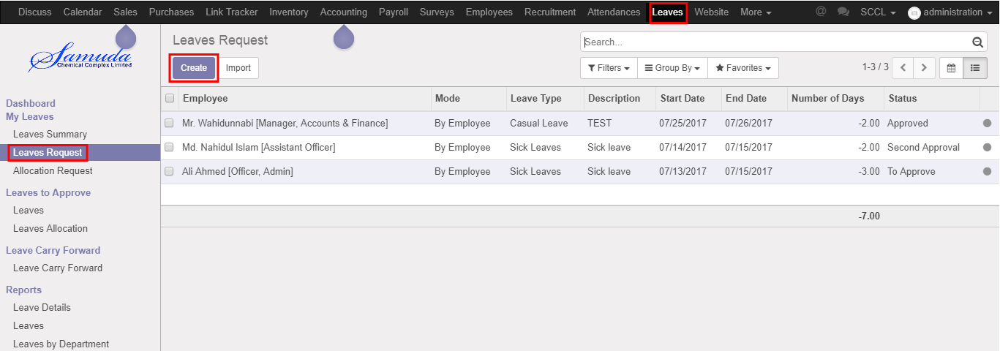 Discuss Calendar Sales Purchases Link Tracker Inventory Accounting Payroll Surveys Employees Recruitment Attendances Leaves Website More @ SCCL administration
Samuda
Chemical Complex Limited
Leaves Request
Search...
Create Import
Filters Group By Favorites 1-3 / 3
Dashboard
My Leaves
Leaves Summary
Leaves Request
Allocation Request
Leaves to Approve
Leaves
Leaves Allocation
Leave Carry Forward
Leave Carry Forward
Reports
Leave Details
Leaves
Leaves by Department
Employee Mode Leave Type Description Start Date End Date Number of Days Status
Mr. Wahidunnabi [Manager, Accounts & Finance] By Employee Casual Leave TEST 07/25/2017 07/26/2017 -2.00 Approved
Md. Nahidul Islam [Assistant Officer] By Employee Sick Leaves Sick leave 07/14/2017 07/15/2017 -2.00 Second Approval
Ali Ahmed [Officer, Admin] By Employee Sick Leaves Sick leave 07/13/2017 07/15/2017 -3.00 To Approve
-7.00